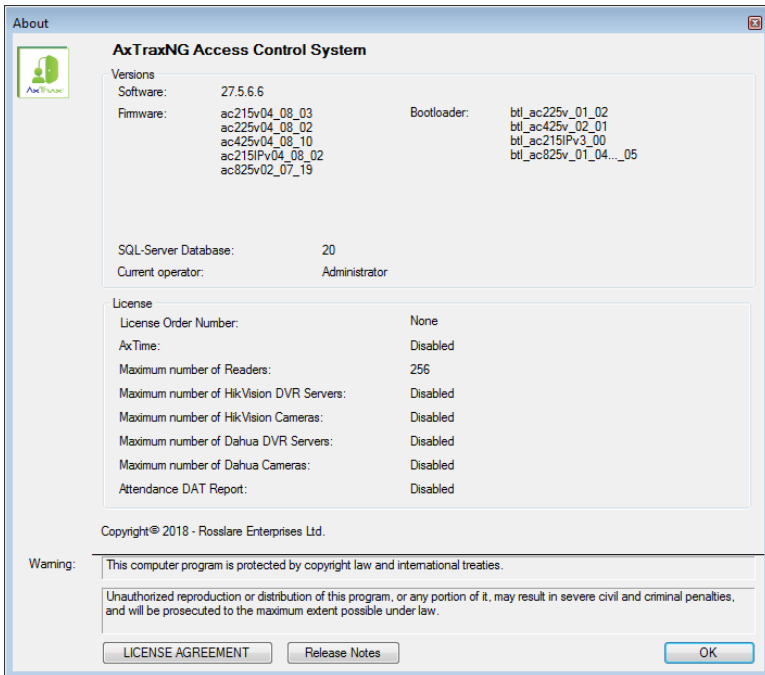 About
AxTraxNG Access Control System
AxTrax
Versions
Software: 27.5.6.6
Firmware: ac215v04_08_03 Bootloader: btl_ac225v_01_02
ac225v04_08_02 btl_ac425v_02_01
ac425v04_08_10 btl_ac215IPv3_00
ac215IPv04_08_02 btl_ac825v_01_04..._05
ac825v02_07_19
SQL-Server Database: 20
Current operator: Administrator
License
License Order Number: None
AxTime: Disabled
Maximum number of Readers: 256
Maximum number of HikVision DVR Servers: Disabled
Maximum number of HikVision Cameras: Disabled
Maximum number of Dahua DVR Servers: Disabled
Maximum number of Dahua Cameras: Disabled
Attendance DAT Report: Disabled
Copyright© 2018 - Rosslare Enterprises Ltd.
Warning: This computer program is protected by copyright law and international treaties.
Unauthorized reproduction or distribution of this program, or any portion of it, may result in severe civil and criminal penalties,
and will be prosecuted to the maximum extent possible under law.
LICENSE AGREEMENT Release Notes OK